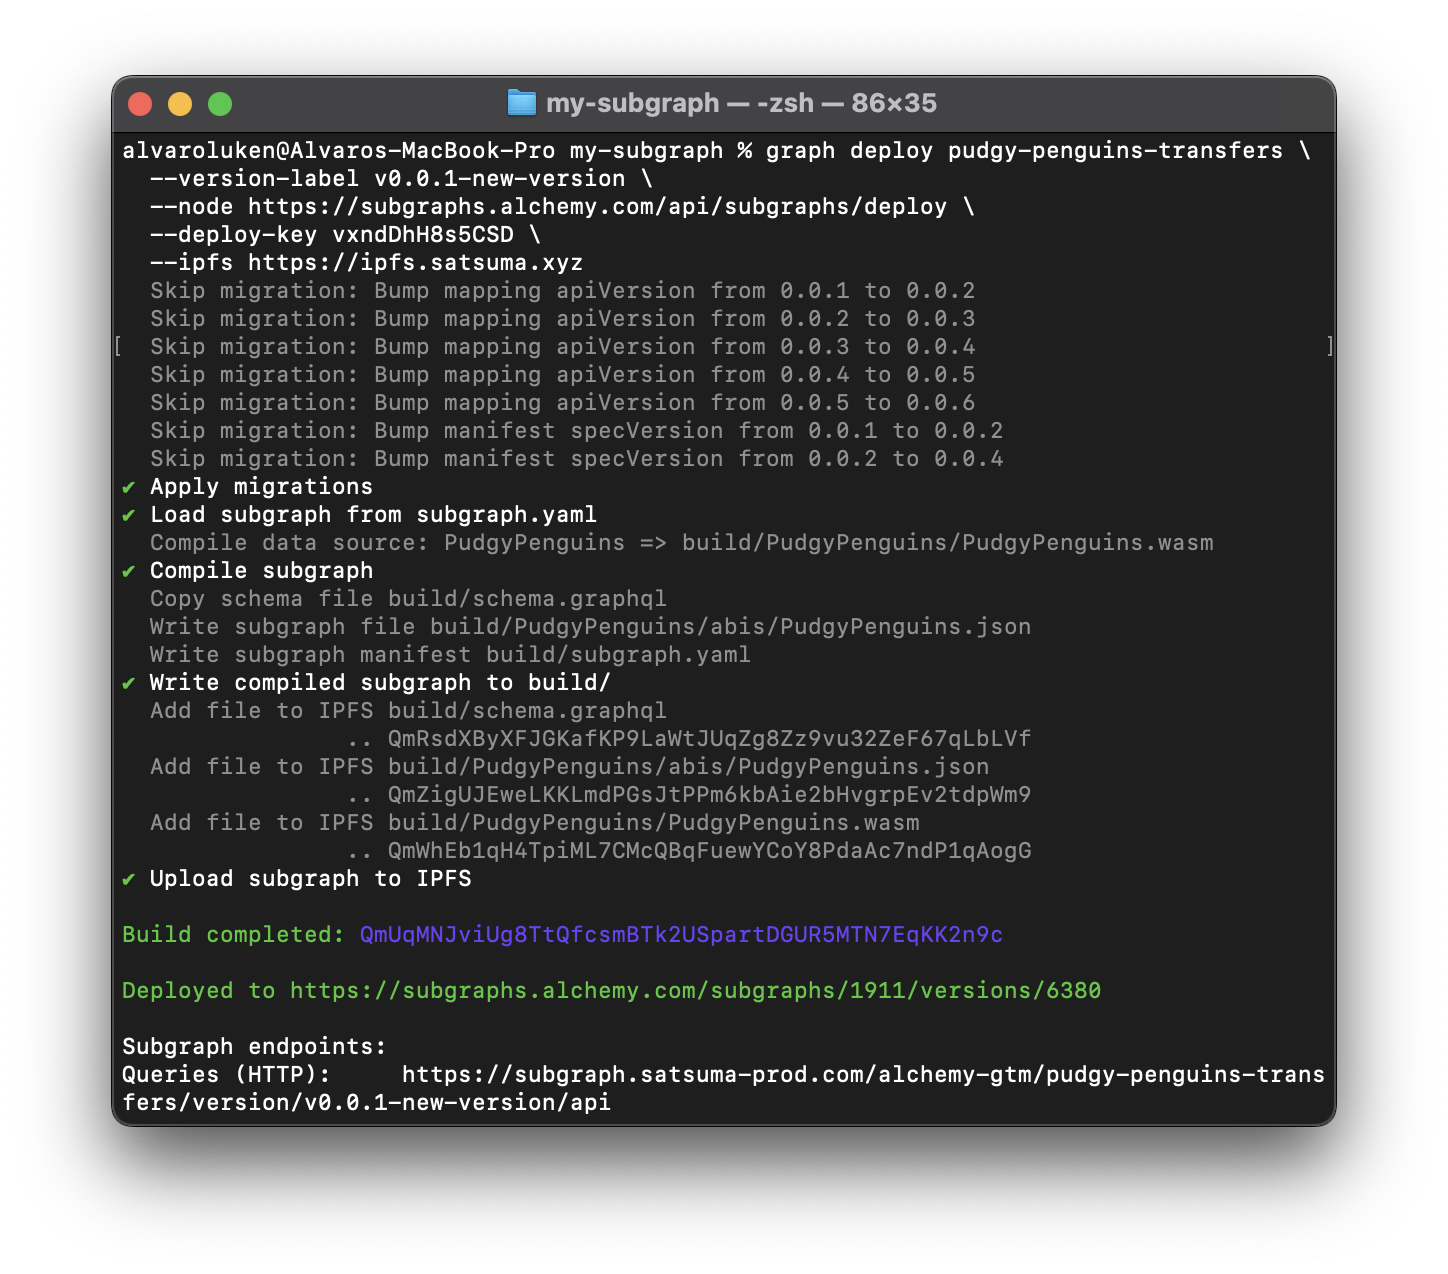 my-subgraph — -zsh — 86×35
alvaroluken@Alvaros-MacBook-Pro my-subgraph % graph deploy pudgy-penguins-transfers \
--version-label v0.0.1-new-version \
--node https://subgraphs.alchemy.com/api/subgraphs/deploy \
--deploy-key vxndDhH8s5CSD \
--ipfs https://ipfs.satsuma.xyz
Skip migration: Bump mapping apiVersion from 0.0.1 to 0.0.2
Skip migration: Bump mapping apiVersion from 0.0.2 to 0.0.3
[ Skip migration: Bump mapping apiVersion from 0.0.3 to 0.0.4 ]
Skip migration: Bump mapping apiVersion from 0.0.4 to 0.0.5
Skip migration: Bump mapping apiVersion from 0.0.5 to 0.0.6
Skip migration: Bump manifest specVersion from 0.0.1 to 0.0.2
Skip migration: Bump manifest specVersion from 0.0.2 to 0.0.4
✔ Apply migrations
✔ Load subgraph from subgraph.yaml
Compile data source: PudgyPenguins => build/PudgyPenguins/PudgyPenguins.wasm
✔ Compile subgraph
Copy schema file build/schema.graphql
Write subgraph file build/PudgyPenguins/abis/PudgyPenguins.json
Write subgraph manifest build/subgraph.yaml
✔ Write compiled subgraph to build/
Add file to IPFS build/schema.graphql
.. QmRsdXByXFJGKafKP9LaWtJUqZg8Zz9vu32ZeF67qLbLVf
Add file to IPFS build/PudgyPenguins/abis/PudgyPenguins.json
.. QmZigUJEweLKKLmdPGsJtPPm6kbAie2bHvgrpEv2tdpWm9
Add file to IPFS build/PudgyPenguins/PudgyPenguins.wasm
.. QmWhEb1qH4TpiML7CMcQBqFuewYCoY8PdaAc7ndP1qAogG
✔ Upload subgraph to IPFS
Build completed: QmUqMNJviUg8TtQfcsmBTk2USpartDGUR5MTN7EqKK2n9c
Deployed to https://subgraphs.alchemy.com/subgraphs/1911/versions/6380
Subgraph endpoints:
Queries (HTTP):     https://subgraph.satsuma-prod.com/alchemy-gtm/pudgy-penguins-trans
fers/version/v0.0.1-new-version/api